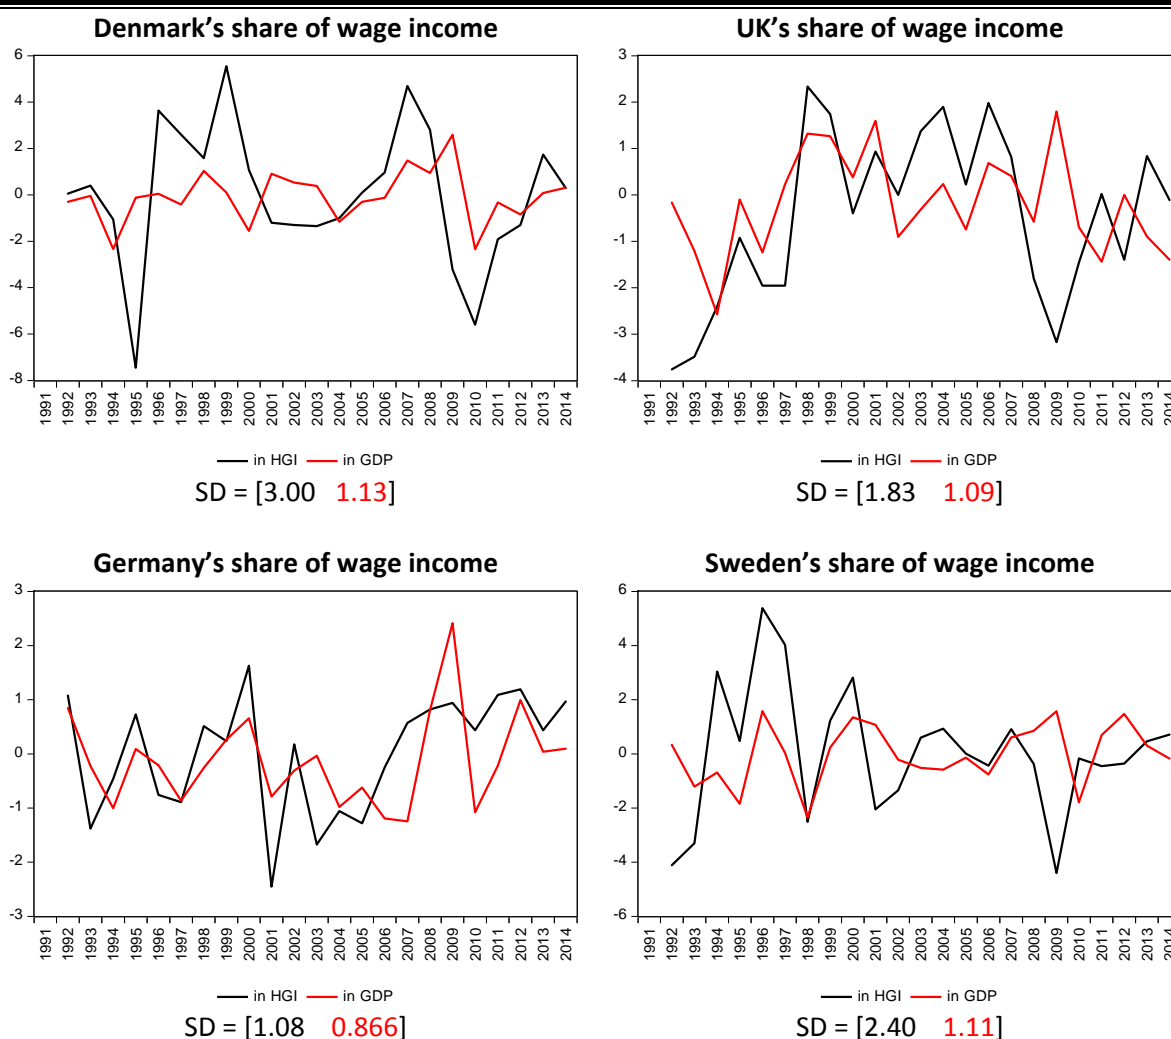 Denmark's share of wage income
6
4
2
0
-2
-4
-6
-8
1991 1992 1993 1994 1995 1996 1997 1998 1999 2000 2001 2002 2003 2004 2005 2006 2007 2008 2009 2010 2011 2012 2013 2014
in HGI in GDP
SD = [3.00 1.13]
UK's share of wage income
3
2
1
0
-1
-2
-3
-4
1991 1992 1993 1994 1995 1996 1997 1998 1999 2000 2001 2002 2003 2004 2005 2006 2007 2008 2009 2010 2011 2012 2013 2014
in HGI in GDP
SD = [1.83 1.09]
Germany's share of wage income
3
2
1
0
-1
-2
-3
1991 1992 1993 1994 1995 1996 1997 1998 1999 2000 2001 2002 2003 2004 2005 2006 2007 2008 2009 2010 2011 2012 2013 2014
in HGI in GDP
SD = [1.08 0.866]
Sweden's share of wage income
6
4
2
0
-2
-4
-6
1991 1992 1993 1994 1995 1996 1997 1998 1999 2000 2001 2002 2003 2004 2005 2006 2007 2008 2009 2010 2011 2012 2013 2014
in HGI in GDP
SD = [2.40 1.11]